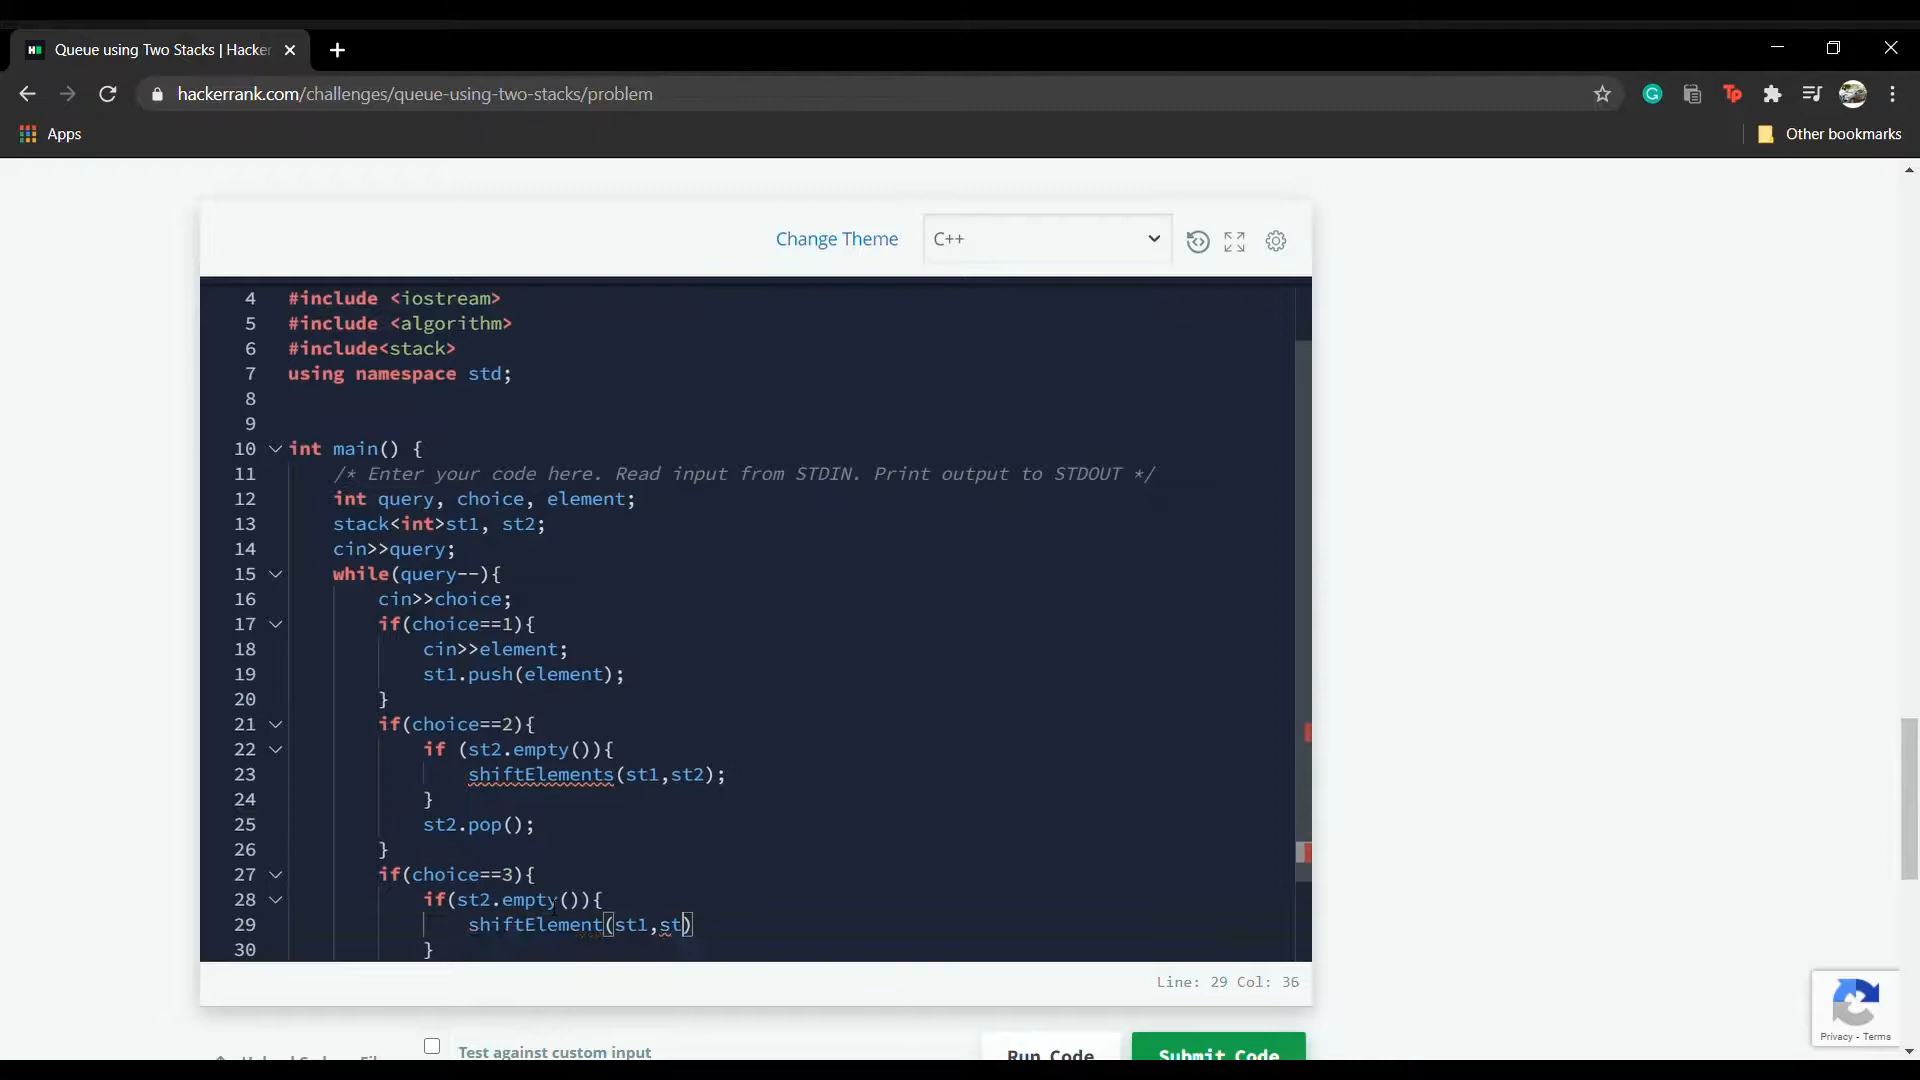 Queue using Two Stacks | Hacker
hackerrank.com/challenges/queue-using-two-stacks/problem
Apps
Other bookmarks
Change Theme
C++
4 #include <iostream>
5 #include <algorithm>
6 #include<stack>
7 using namespace std;
8
9
10 int main() {
11 /* Enter your code here. Read input from STDIN. Print output to STDOUT */
12 int query, choice, element;
13 stack<int>st1, st2;
14 cin>>query;
15 while(query--){
16 cin>>choice;
17 if(choice==1){
18 cin>>element;
19 st1.push(element);
20 }
21 if(choice==2){
22 if (st2.empty()){
23 shiftElements(st1,st2);
24 }
25 st2.pop();
26 }
27 if(choice==3){
28 if(st2.empty()){
29 shiftElement(st1,st)
30 }
Line: 29 Col: 36
Test against custom input
Run Code
Submit Code
Privacy - Terms